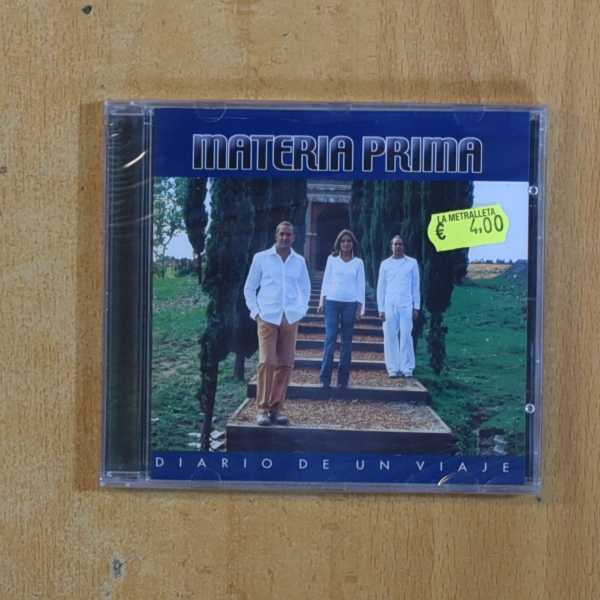 MATERIA PRIMA
LA METRALLETA
€ 4,00
DIARIO DE UN VIAJE